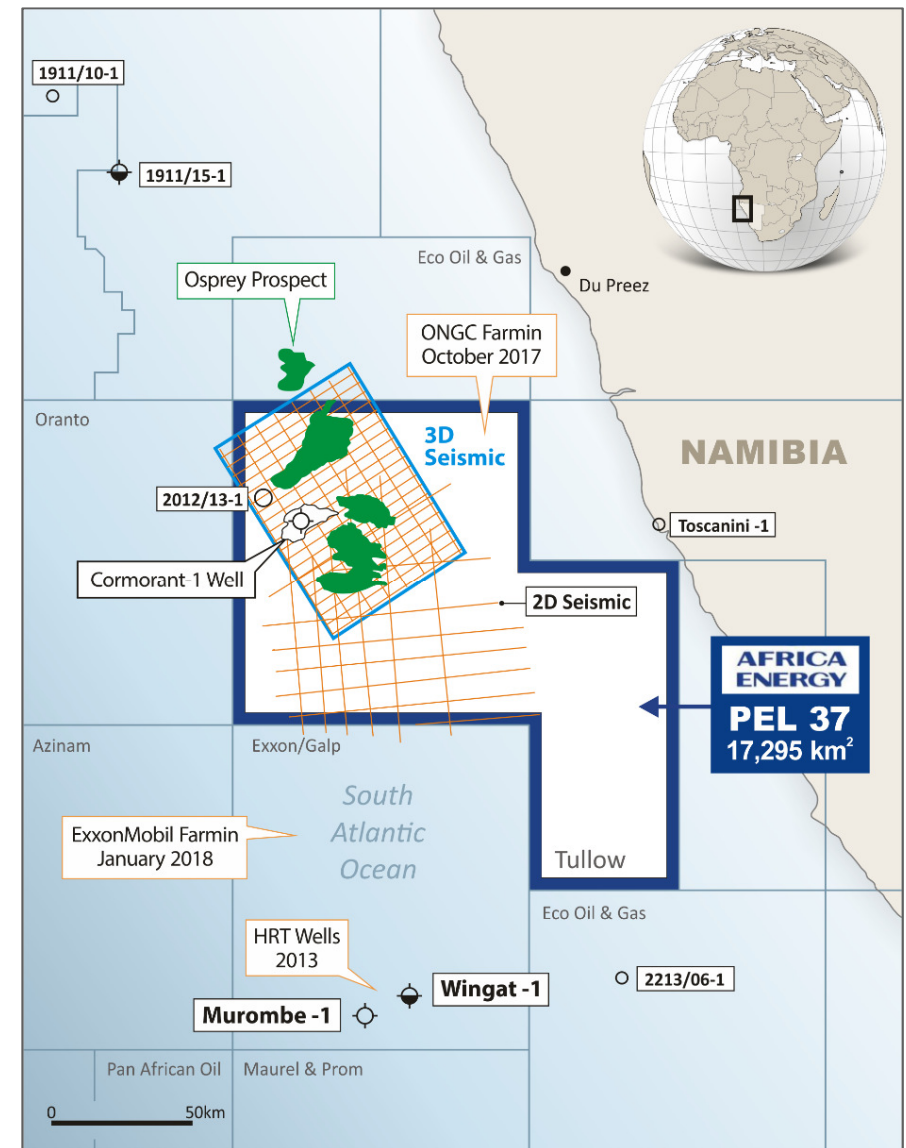 1911/10-1
1911/15-1
Eco Oil & Gas
Osprey Prospect
Du Preez
ONGC Farmin
October 2017
Oranto
3D
Seismic
NAMIBIA
2012/13-1
Toscanini -1
Cormorant-1 Well
2D Seismic
AFRICA
ENERGY
PEL 37
17,295 km²
Azinam
Exxon/Galp
South
Atlantic
Ocean
ExxonMobil Farmin
January 2018
Tullow
Eco Oil & Gas
HRT Wells
2013
Wingat -1
2213/06-1
Murombe -1
Pan African Oil
Maurel & Prom
0 50km